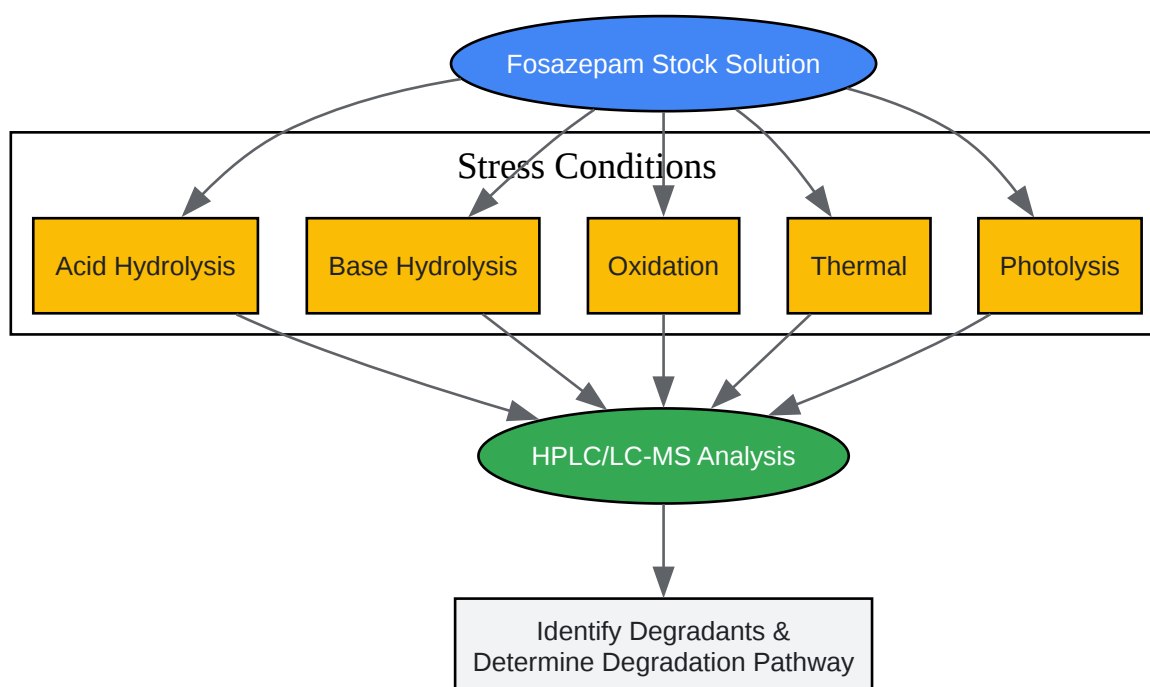 Fosazepam Stock Solution
Stress Conditions
Acid Hydrolysis
Base Hydrolysis
Oxidation
Thermal
Photolysis
HPLC/LC-MS Analysis
Identify Degradants &
Determine Degradation Pathway